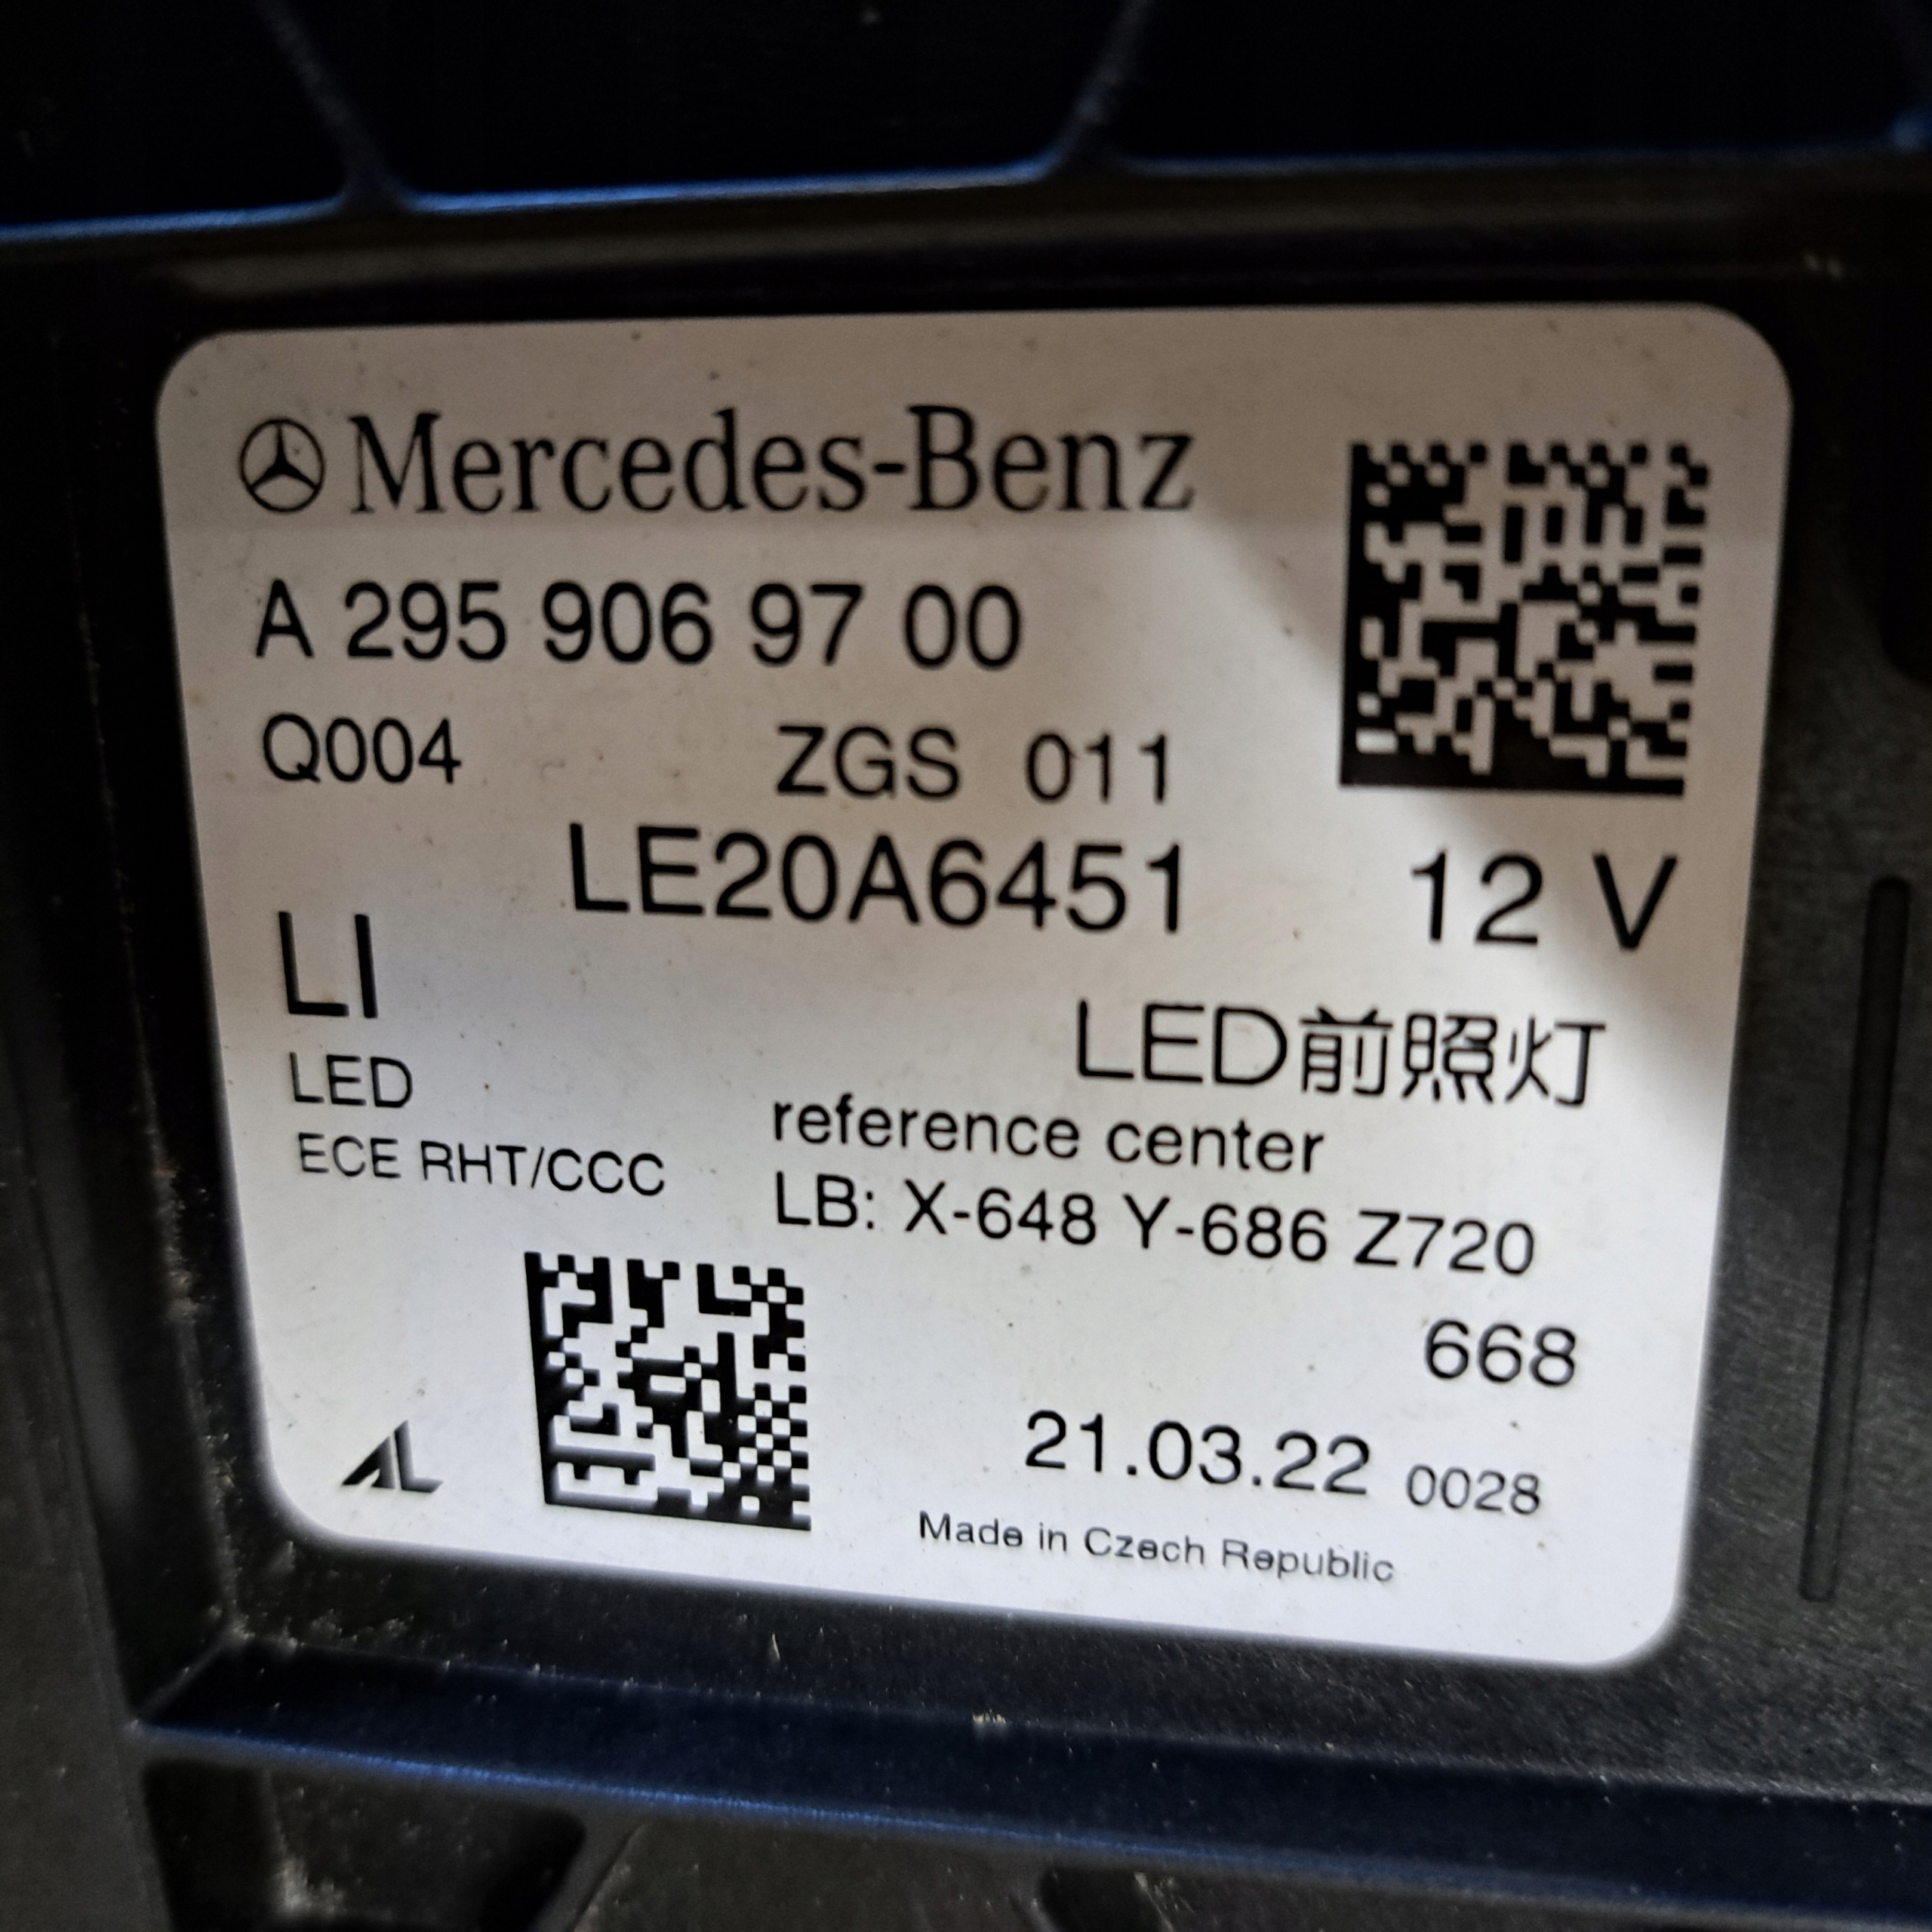 Mercedes-Benz
A 295 906 97 00
Q004 ZGS 011
LE20A6451 12 V
LI
LED前照灯
LED
reference center
ECE RHT/CCC
LB: X-648 Y-686 Z720
668
21.03.22 0028
AL
Made in Czech Republic